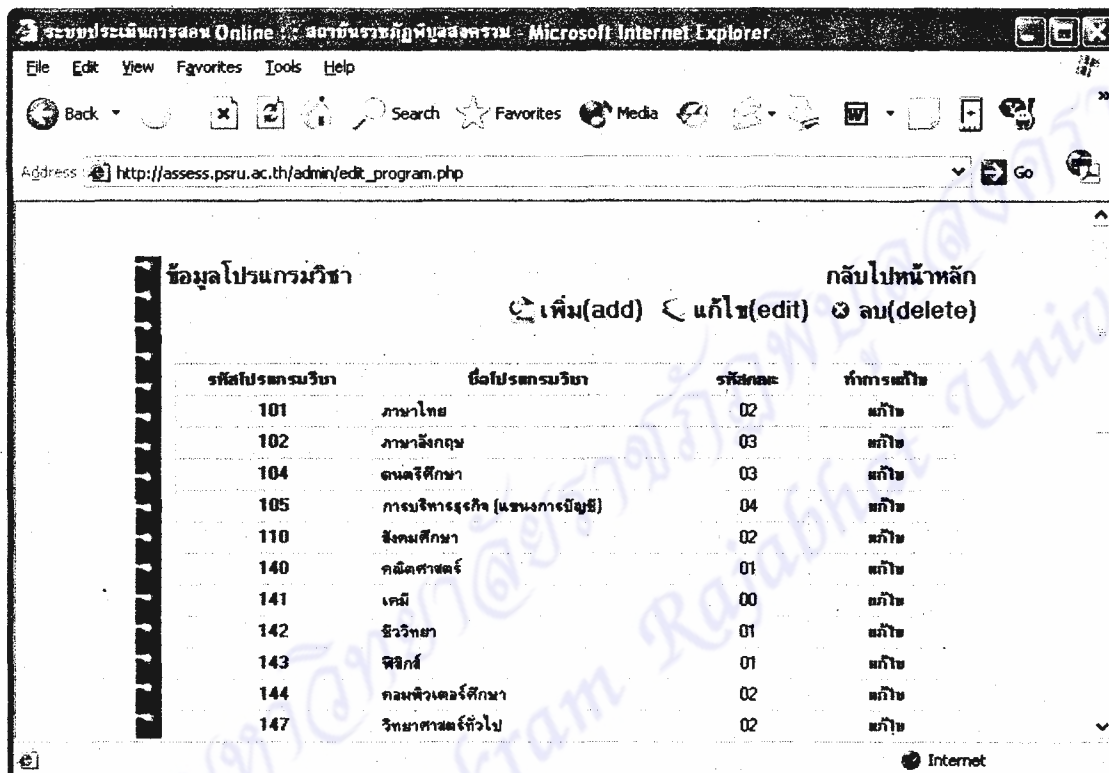 ระบบประเมินการสอน Online :: สถาบันราชภัฏพิบูลสงคราม - Microsoft Internet Explorer
File Edit View Favorites Tools Help
Back Search Favorites Media
Address http://assess.psru.ac.th/admin/edit_program.php Go
ข้อมูลโปรแกรมวิชา กลับไปหน้าหลัก
เพิ่ม(add) แก้ไข(edit) ลบ(delete)
รหัสโปรแกรมวิชา ชื่อโปรแกรมวิชา รหัสคณะ ทำการแก้ไข
101 ภาษาไทย 02 แก้ไข
102 ภาษาอังกฤษ 03 แก้ไข
104 ดนตรีศึกษา 03 แก้ไข
105 การบริหารธุรกิจ (แขนงการบัญชี) 04 แก้ไข
110 สังคมศึกษา 02 แก้ไข
140 คณิตศาสตร์ 01 แก้ไข
141 เคมี 00 แก้ไข
142 ชีววิทยา 01 แก้ไข
143 ฟิสิกส์ 01 แก้ไข
144 คอมพิวเตอร์ศึกษา 02 แก้ไข
147 วิทยาศาสตร์ทั่วไป 02 แก้ไข
Internet